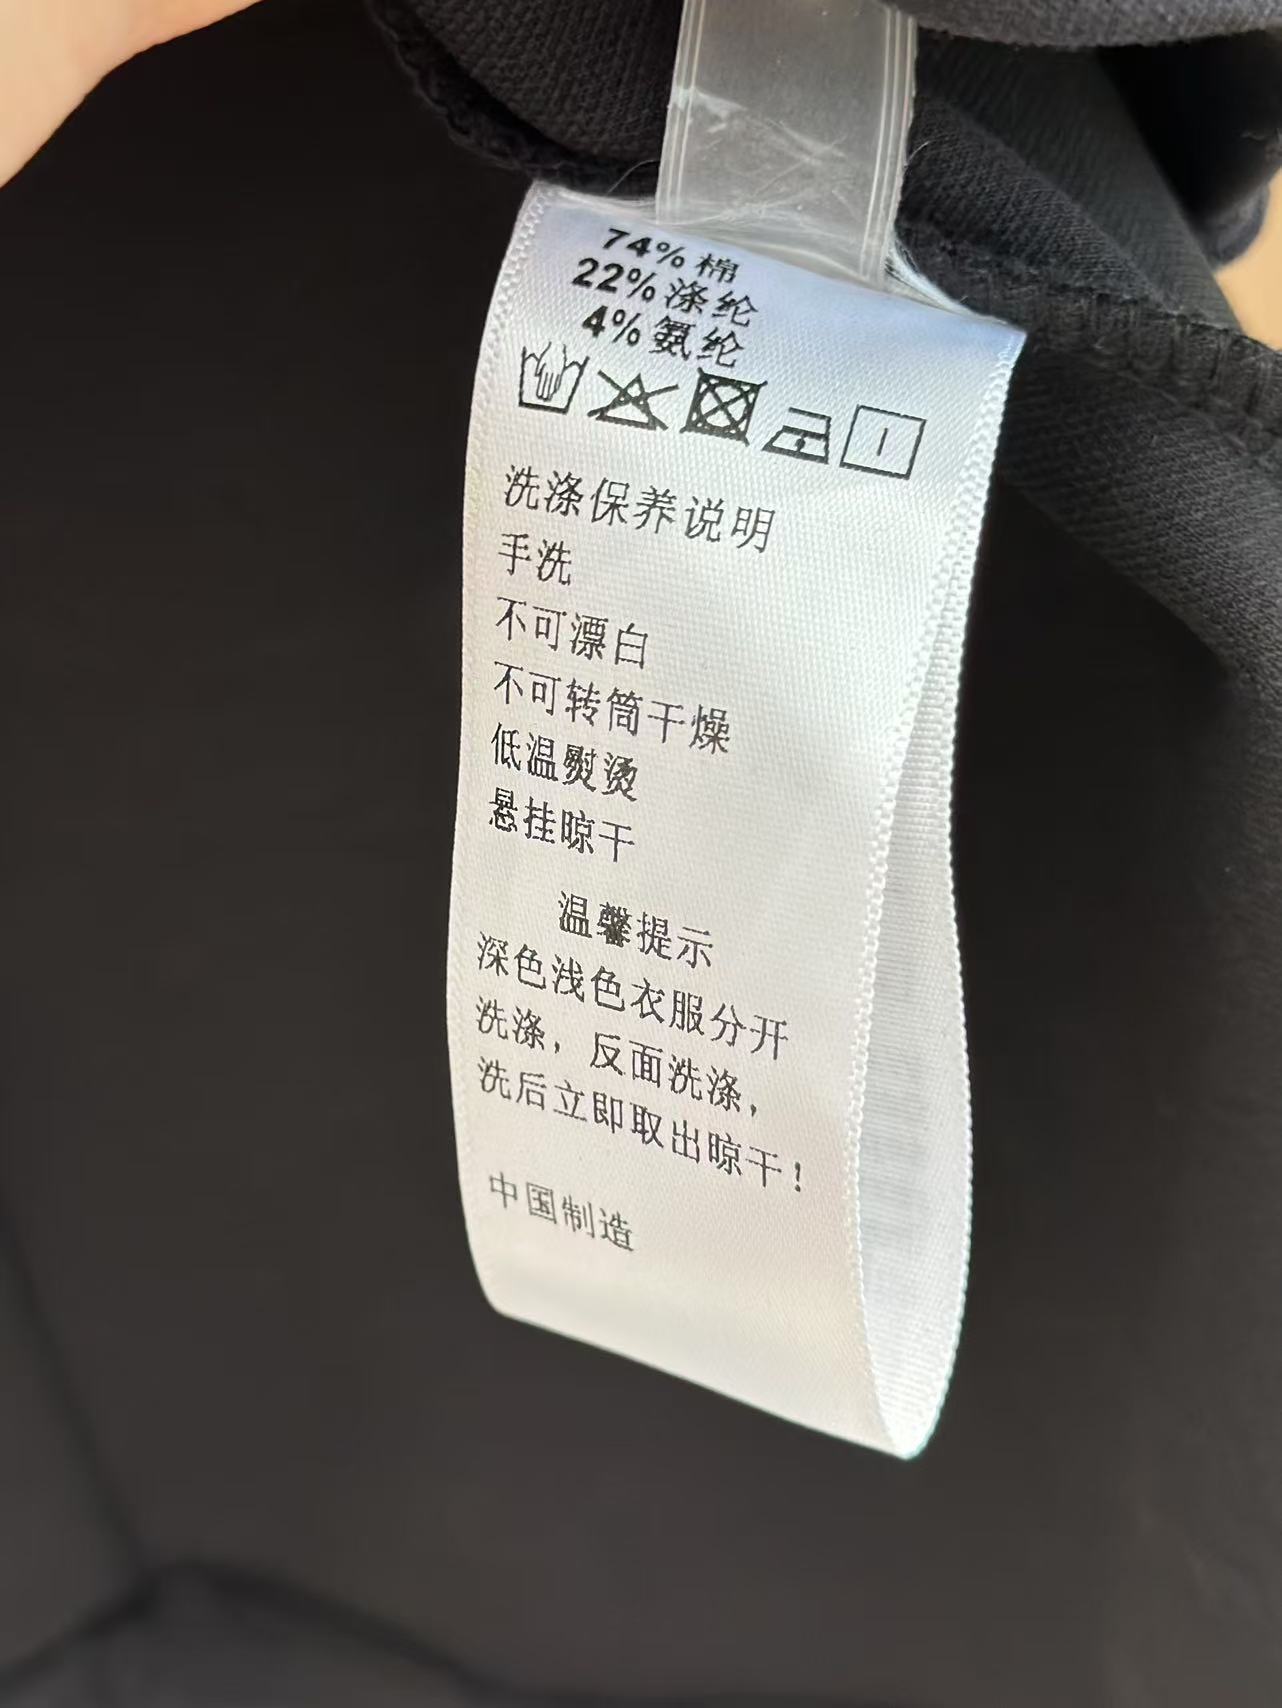 74% 棉
22% 涤纶
4% 氨纶
洗涤保养说明
手洗
不可漂白
不可转筒干燥
低温熨烫
悬挂晾干
温馨提示
深色浅色衣服分开
洗涤，反面洗涤，
洗后立即取出晾干！
中国制造